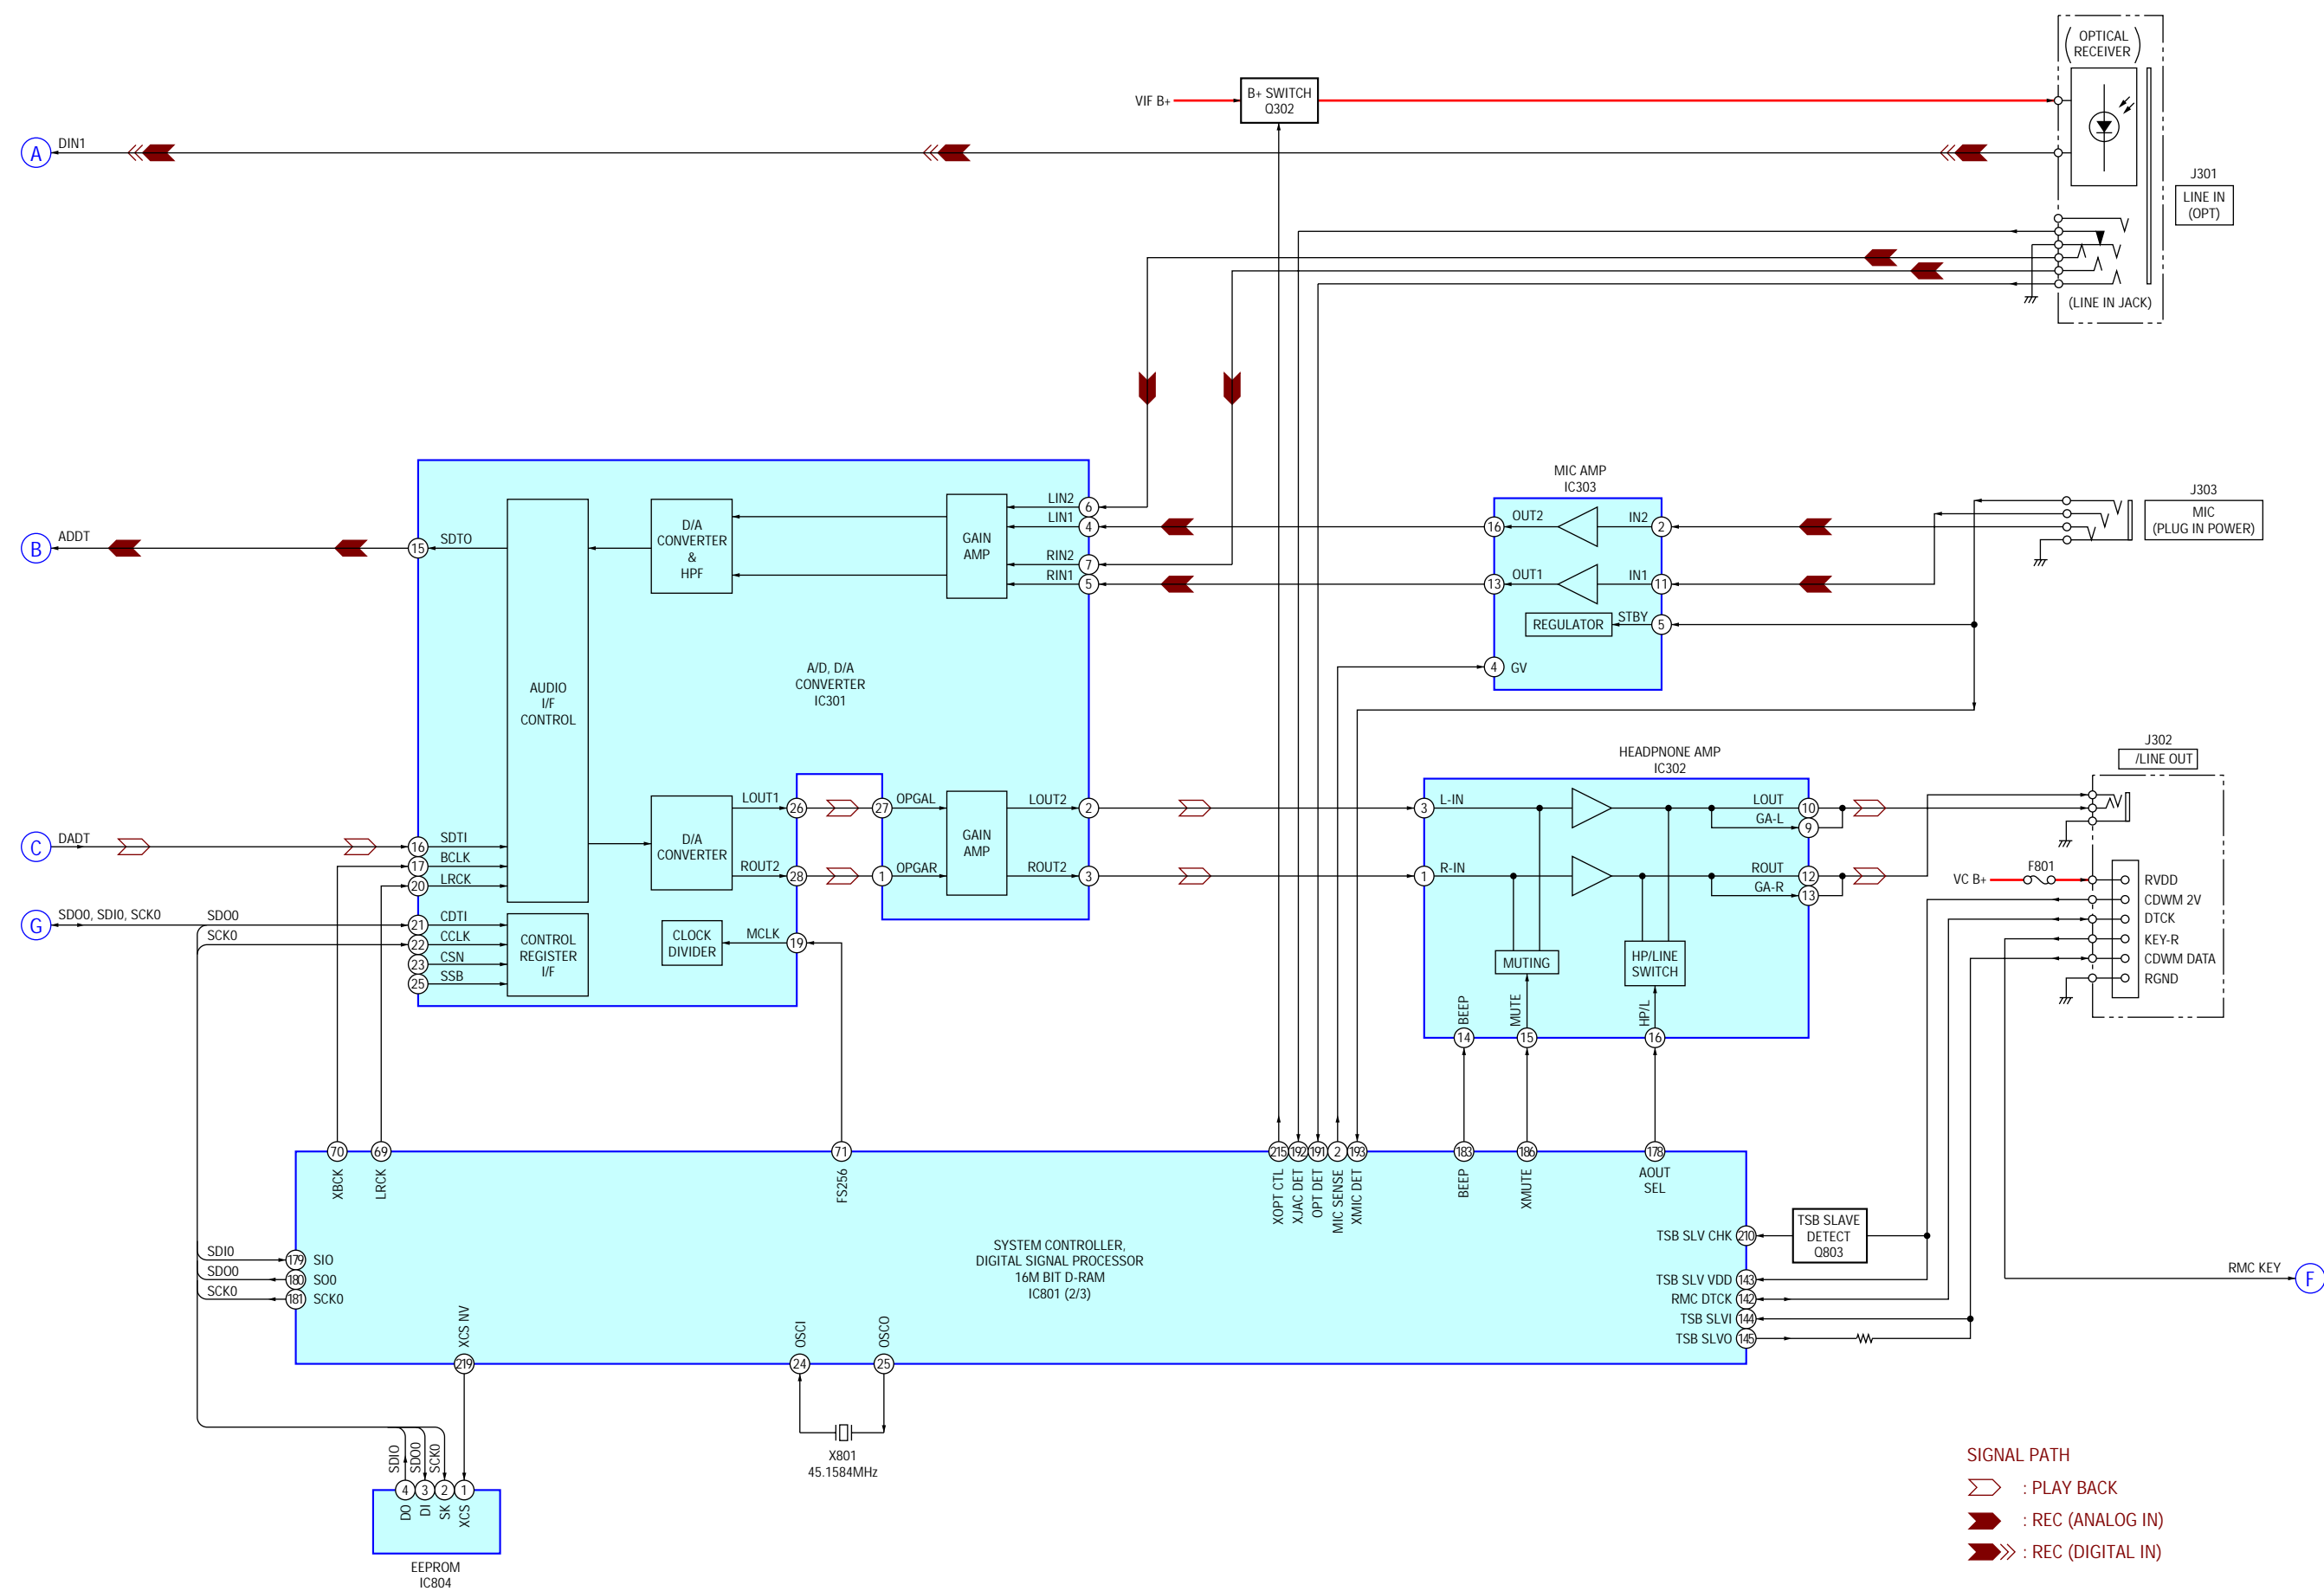 (OPTICAL
RECEIVER)
VIF B+
B+ SWITCH
Q302
A
DIN1
J301
LINE IN
(OPT)
(LINE IN JACK)
MIC AMP
IC303
J303
MIC
(PLUG IN POWER)
B
ADDT
15
SDTO
AUDIO
I/F
CONTROL
D/A
CONVERTER
&
HPF
GAIN
AMP
LIN2
6
LIN1
4
RIN2
7
RIN1
5
16
OUT2
IN2
2
13
OUT1
IN1
11
REGULATOR
STBY
5
4
GV
A/D, D/A
CONVERTER
IC301
HEADPNONE AMP
IC302
J302
/LINE OUT
C
DADT
16
SDTI
17
BCLK
20
LRCK
D/A
CONVERTER
LOUT1
26
ROUT2
28
27
OPGAL
1
OPGAR
GAIN
AMP
LOUT2
2
ROUT2
3
3
L-IN
1
R-IN
LOUT
10
GA-L
9
ROUT
12
GA-R
13
F801
VC B+
RVDD
CDWM 2V
DTCK
KEY-R
CDWM DATA
RGND
G
SDO0, SDI0, SCK0
SDO0
SCK0
21
CDTI
22
CCLK
23
CSN
25
SSB
CONTROL
REGISTER
I/F
CLOCK
DIVIDER
MCLK
19
MUTING
HP/LINE
SWITCH
BEEP
MUTE
HP/L
14
15
16
70
69
71
215
192
191
2
193
183
186
178
XBCK
LRCK
FS256
XOPT CTL
XJAC DET
OPT DET
MIC SENSE
XMIC DET
BEEP
XMUTE
AOUT
SEL
SYSTEM CONTROLLER,
DIGITAL SIGNAL PROCESSOR
16M BIT D-RAM
IC801 (2/3)
SDI0
179
SIO
SDO0
180
SO0
SCK0
181
SCK0
TSB SLV CHK
210
TSB SLAVE
DETECT
Q803
TSB SLV VDD
143
RMC DTCK
142
TSB SLVI
144
TSB SLVO
145
RMC KEY
F
XCS NV
219
OSCI
24
OSCO
25
X801
45.1584MHz
SDIO
SDO0
SCK0
4
3
2
1
DO
DI
SK
XCS
EEPROM
IC804
SIGNAL PATH
: PLAY BACK
: REC (ANALOG IN)
: REC (DIGITAL IN)